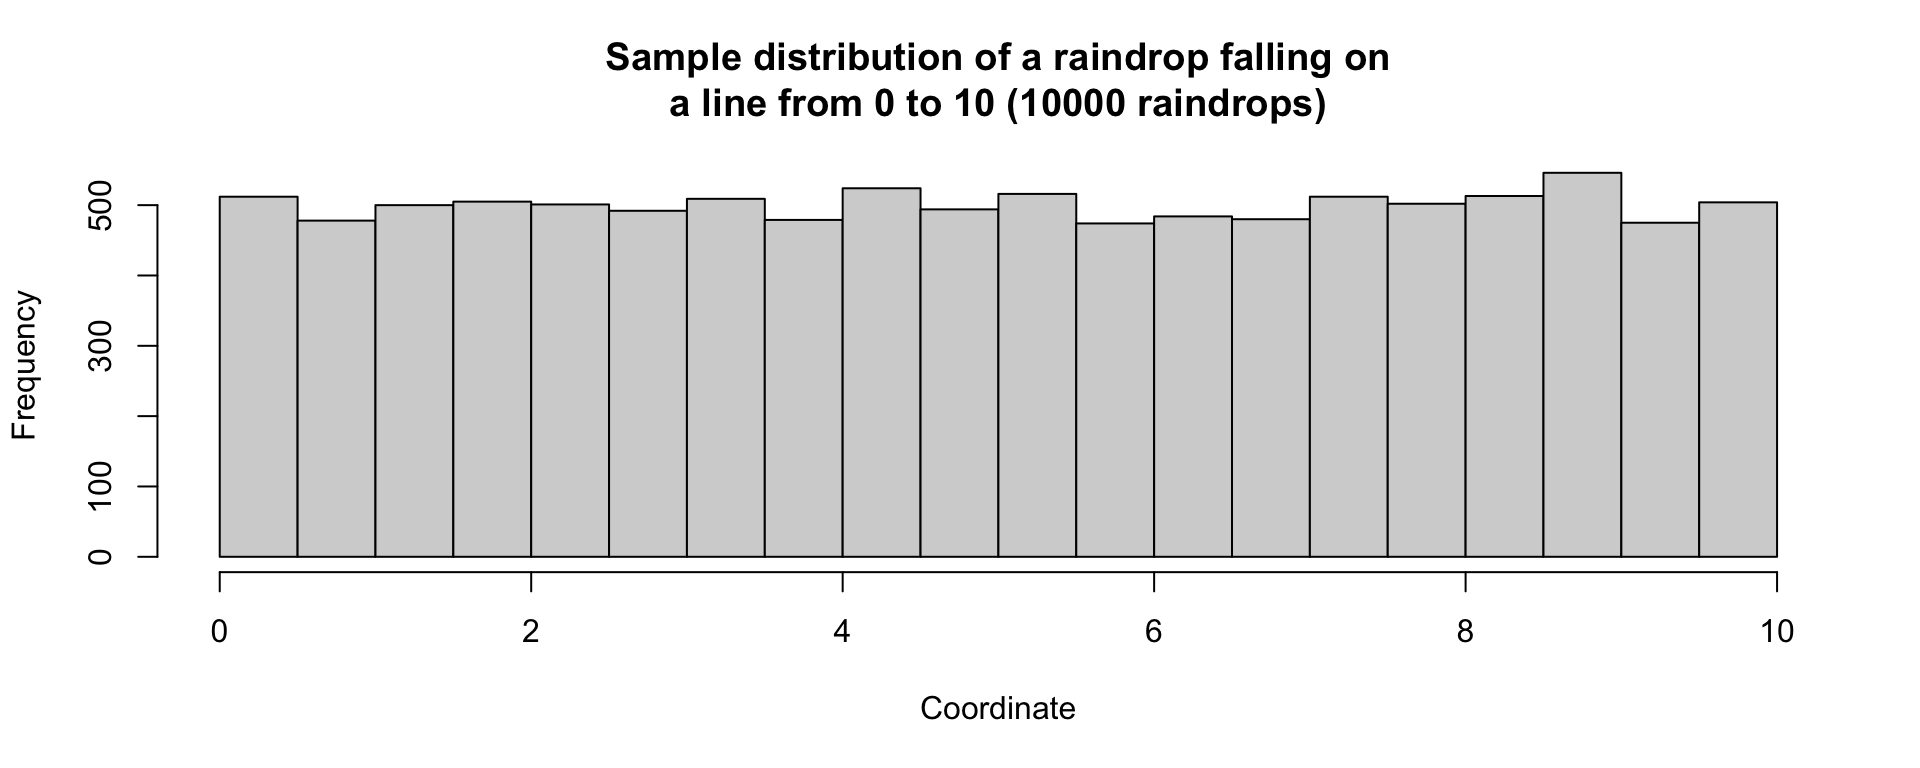 Sample distribution of a raindrop falling on
a line from 0 to 10 (10000 raindrops)
Frequency
500
300
100
0
0 2 4 6 8 10
Coordinate